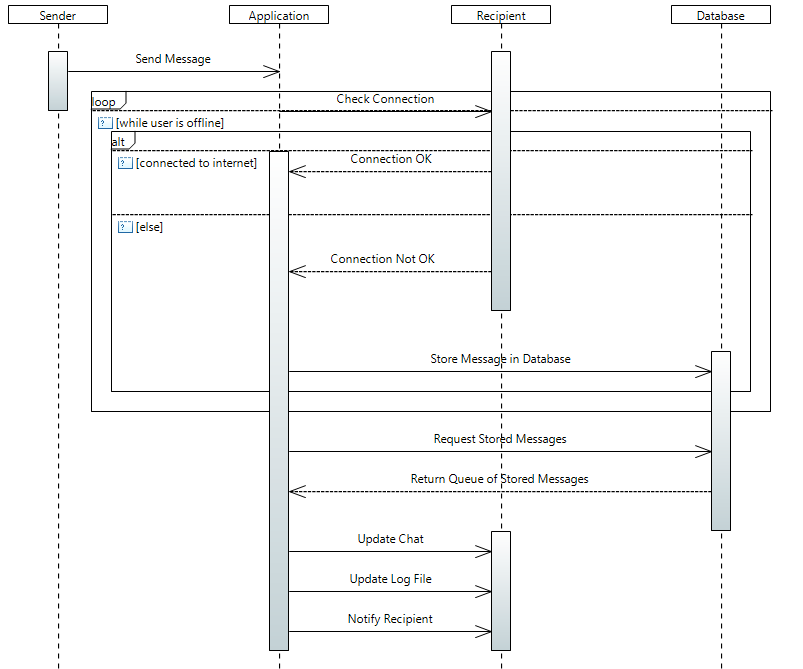 Sender
Application
Recipient
Database
Send Message
loop
Check Connection
? [while user is offline]
alt
? [connected to internet]
Connection OK
? [else]
Connection Not OK
Store Message in Database
Request Stored Messages
Return Queue of Stored Messages
Update Chat
Update Log File
Notify Recipient